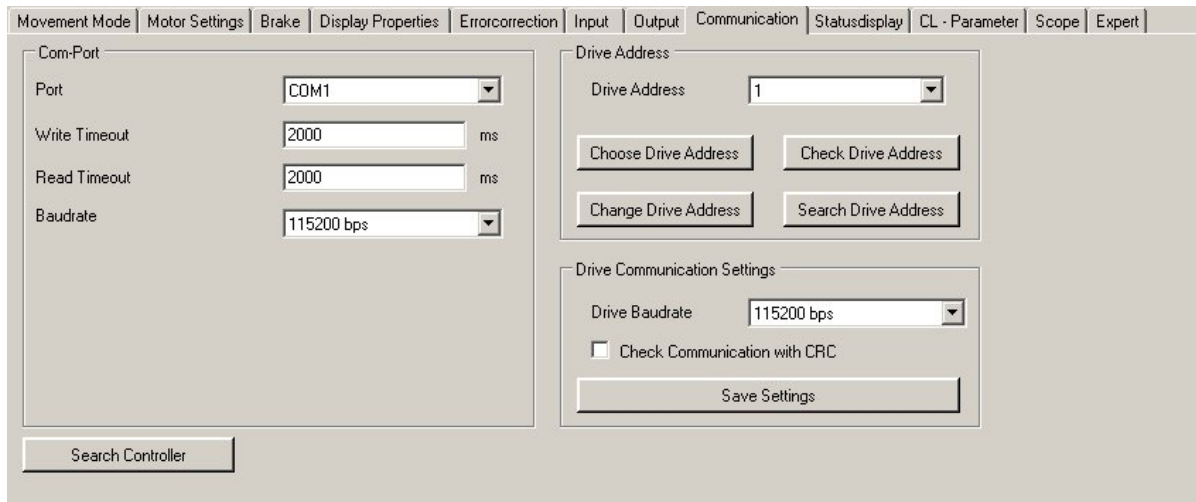 Movement Mode Motor Settings Brake Display Properties Errorcorrection Input Output Communication Statusdisplay CL - Parameter Scope Expert
Com-Port
Port COM1
Write Timeout 2000 ms
Read Timeout 2000 ms
Baudrate 115200 bps
Drive Address
Drive Address 1
Choose Drive Address Check Drive Address
Change Drive Address Search Drive Address
Drive Communication Settings
Drive Baudrate 115200 bps
Check Communication with CRC
Save Settings
Search Controller